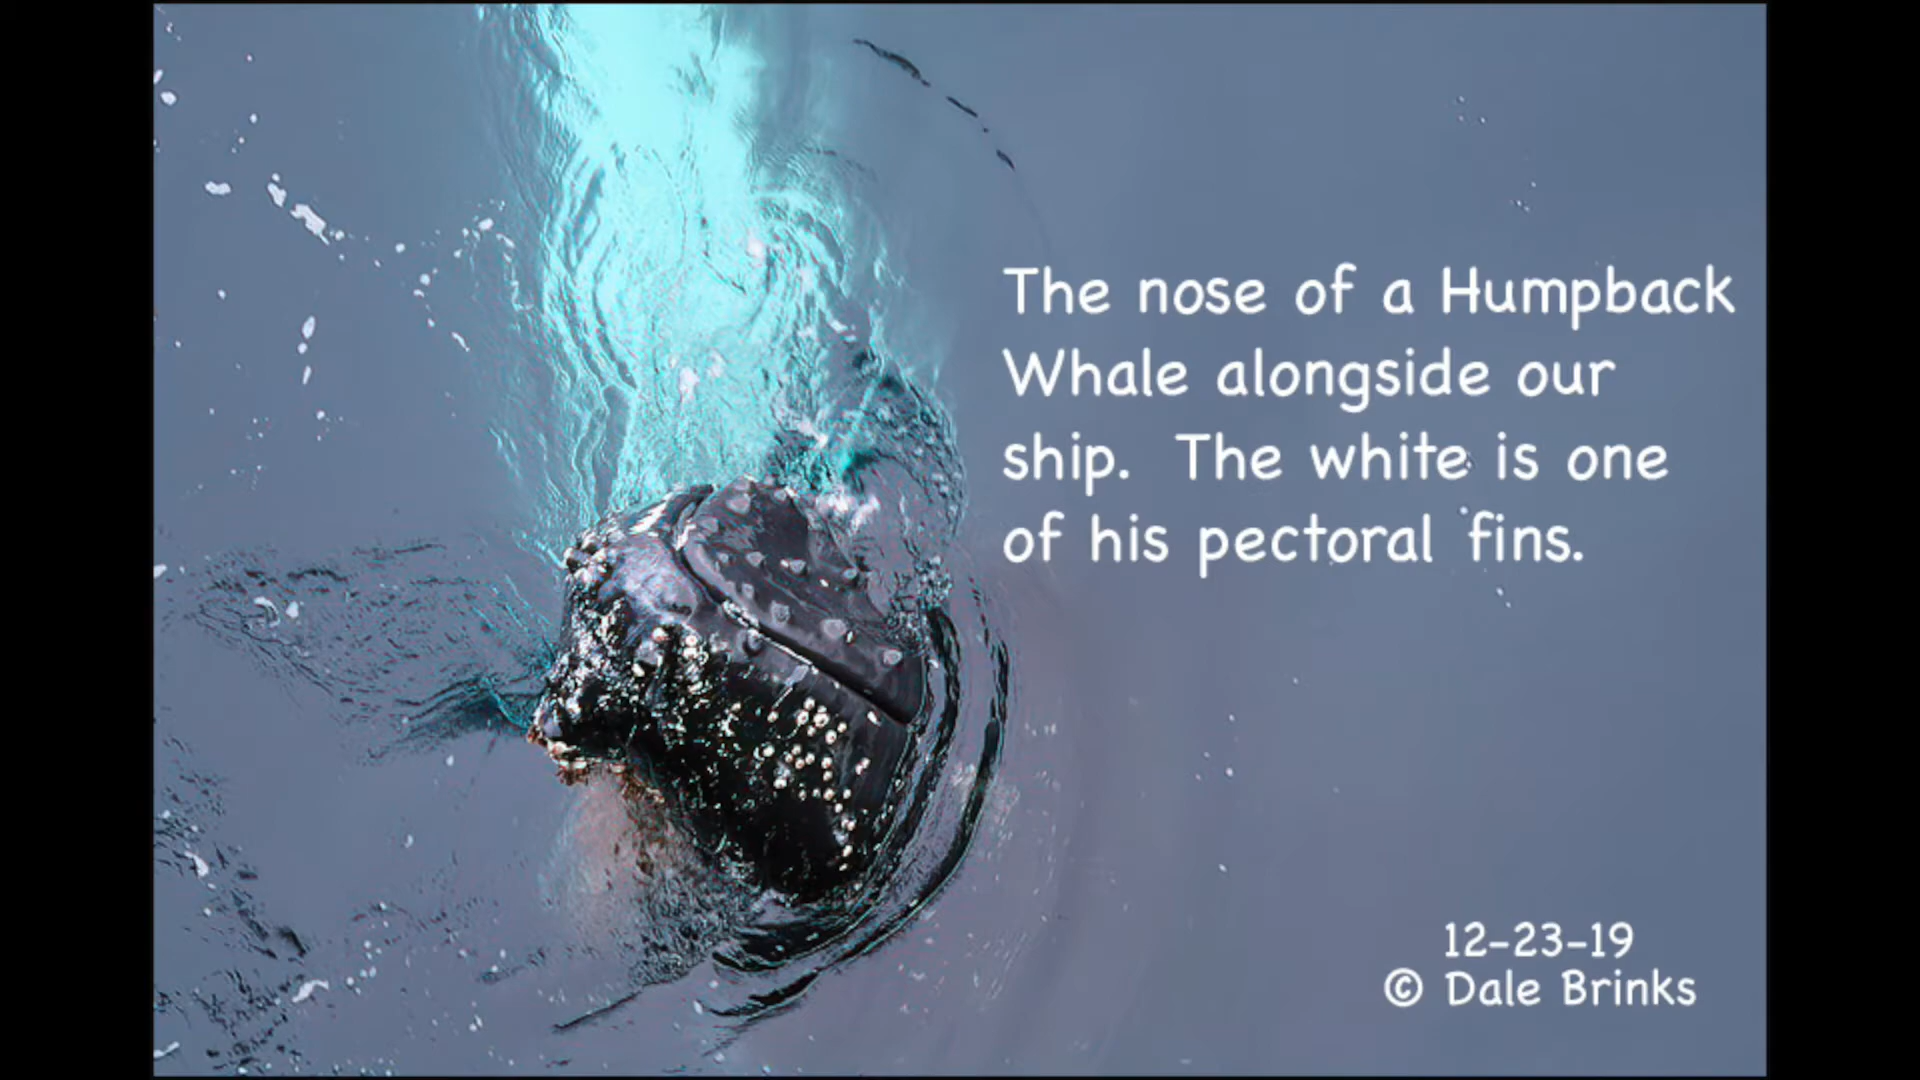 The nose of a Humpback
Whale alongside our
ship. The white is one
of his pectoral fins.
12-23-19
© Dale Brinks